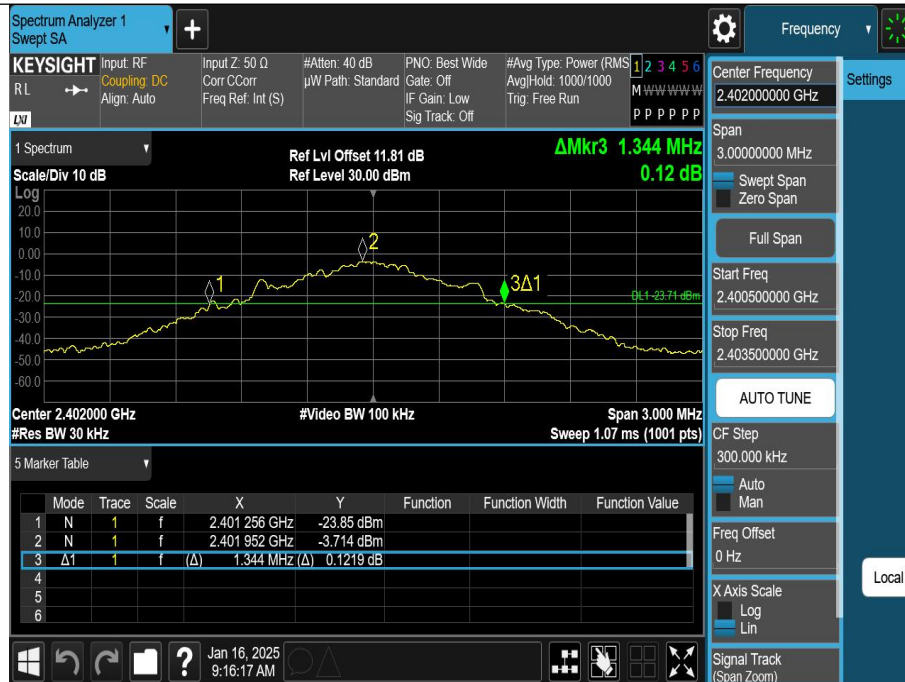 Spectrum Analyzer 1
Swept SA
+
Frequency
KEYSIGHT
RL
LXI
Input: RF
Coupling: DC
Align: Auto
Input Z: 50 Ω
Corr CCorr
Freq Ref: Int (S)
#Atten: 40 dB
µW Path: Standard
PNO: Best Wide
Gate: Off
IF Gain: Low
Sig Track: Off
#Avg Type: Power (RMS
Avg|Hold: 1000/1000
Trig: Free Run
1 2 3 4 5 6
M W W W W W
P P P P P P
1 Spectrum
Scale/Div 10 dB
Ref Lvl Offset 11.81 dB
Ref Level 30.00 dBm
ΔMkr3 1.344 MHz
0.12 dB
Log
20.0
10.0
0.00
-10.0
-20.0
-30.0
-40.0
-50.0
-60.0
1
2
3Δ1
DL1 -23.71 dBm
Center 2.402000 GHz
#Video BW 100 kHz
Span 3.000 MHz
#Res BW 30 kHz
Sweep 1.07 ms (1001 pts)
5 Marker Table
Mode Trace Scale X Y Function Function Width Function Value
1 N 1 f 2.401 256 GHz -23.85 dBm
2 N 1 f 2.401 952 GHz -3.714 dBm
3 Δ1 1 f (Δ) 1.344 MHz (Δ) 0.1219 dB
4
5
6
?
Jan 16, 2025
9:16:17 AM
Center Frequency
2.402000000 GHz
Span
3.00000000 MHz
Swept Span
Zero Span
Full Span
Start Freq
2.400500000 GHz
Stop Freq
2.403500000 GHz
AUTO TUNE
CF Step
300.000 kHz
Auto
Man
Freq Offset
0 Hz
X Axis Scale
Log
Lin
Signal Track
(Span Zoom)
Settings
Local